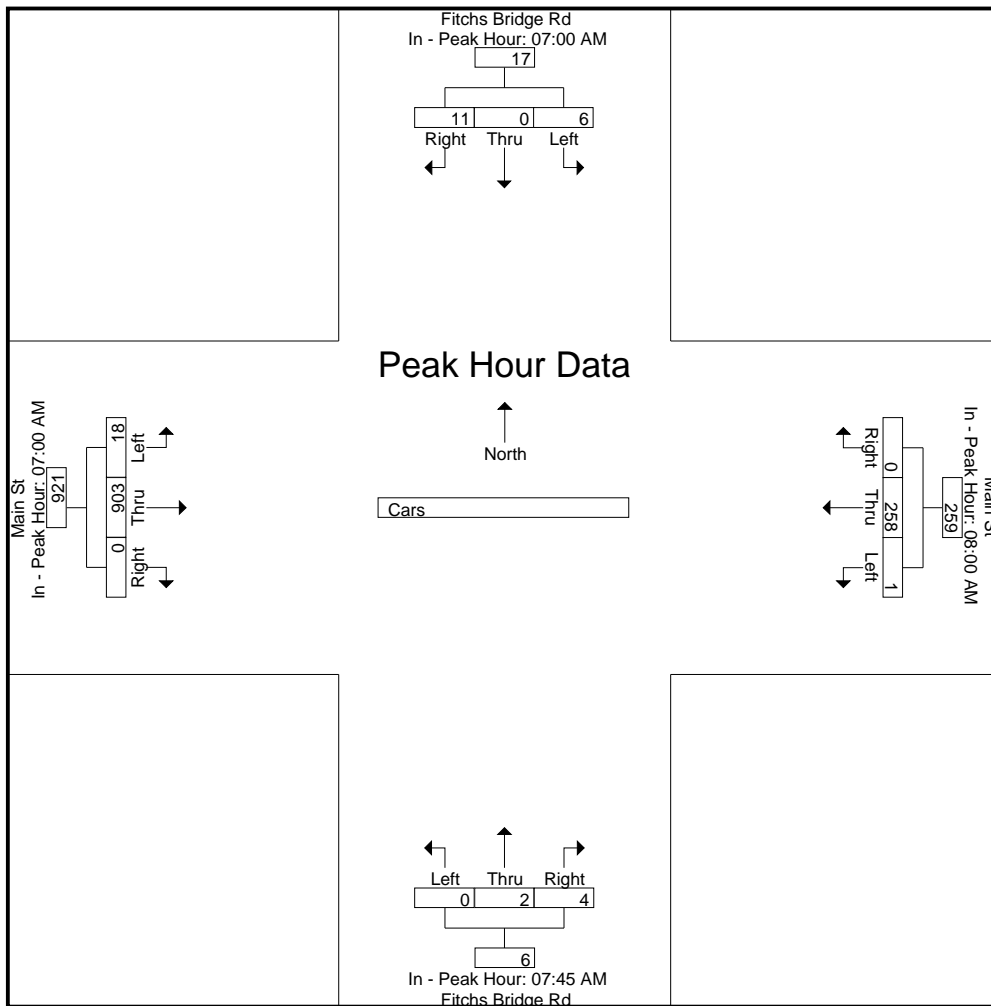 Fitchs Bridge Rd
In - Peak Hour: 07:00 AM
17
11 0 6
Right Thru Left
Peak Hour Data
North
Cars
Main St
In - Peak Hour: 07:00 AM
921
18 903 0
Left Thru Right
Right Thru Left
0 258 1
259
In - Peak Hour: 08:00 AM
Main St
Left Thru Right
0 2 4
6
In - Peak Hour: 07:45 AM
Fitchs Bridge Rd